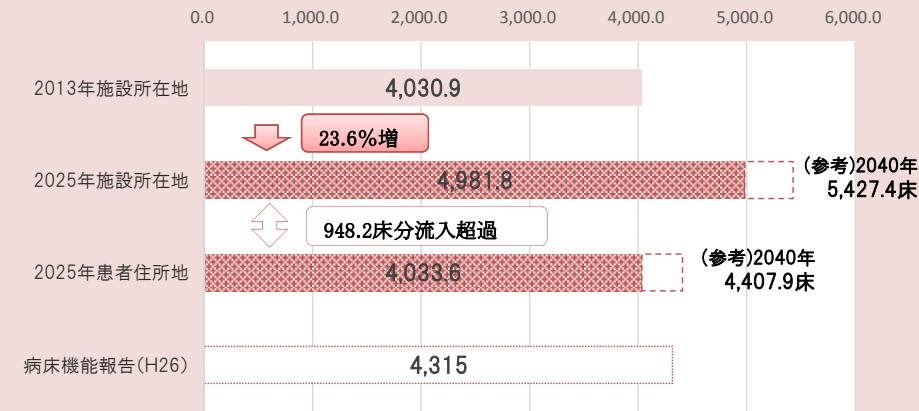 0.0 1,000.0 2,000.0 3,000.0 4,000.0 5,000.0 6,000.0
2013年施設所在地 4,030.9
23.6%増
2025年施設所在地 4,981.8
(参考)2040年
5,427.4床
948.2床分流入超過
2025年患者住所地 4,033.6
(参考)2040年
4,407.9床
病床機能報告(H26) 4,315